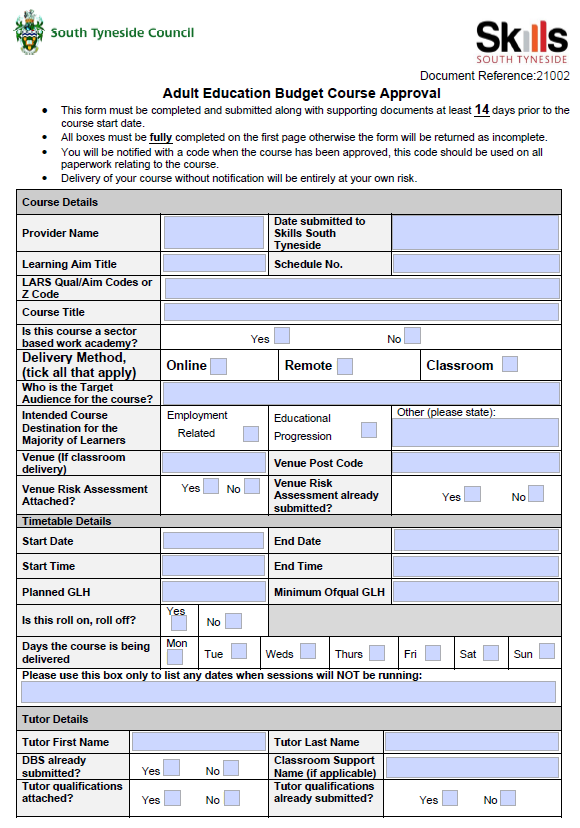 South Tyneside Council
Skills
SOUTH TYNESIDE
Document Reference:21002
Adult Education Budget Course Approval
• This form must be completed and submitted along with supporting documents at least 14 days prior to the
course start date.
• All boxes must be fully completed on the first page otherwise the form will be returned as incomplete.
• You will be notified with a code when the course has been approved, this code should be used on all
paperwork relating to the course.
• Delivery of your course without notification will be entirely at your own risk.
Course Details
Provider Name
Date submitted to
Skills South
Tyneside
Learning Aim Title
Schedule No.
LARS Qual/Aim Codes or
Z Code
Course Title
Is this course a sector
based work academy?
Yes
No
Delivery Method,
(tick all that apply)
Online
Remote
Classroom
Who is the Target
Audience for the course?
Intended Course
Destination for the
Majority of Learners
Employment
Related
Educational
Progression
Other (please state):
Venue (If classroom
delivery)
Venue Post Code
Venue Risk Assessment
Attached?
Yes
No
Venue Risk
Assessment already
submitted?
Yes
No
Timetable Details
Start Date
End Date
Start Time
End Time
Planned GLH
Minimum Ofqual GLH
Is this roll on, roll off?
Yes
No
Days the course is being
delivered
Mon
Tue
Weds
Thurs
Fri
Sat
Sun
Please use this box only to list any dates when sessions will NOT be running:
Tutor Details
Tutor First Name
Tutor Last Name
DBS already
submitted?
Yes
No
Classroom Support
Name (if applicable)
Tutor qualifications
attached?
Yes
No
Tutor qualifications
already submitted?
Yes
No